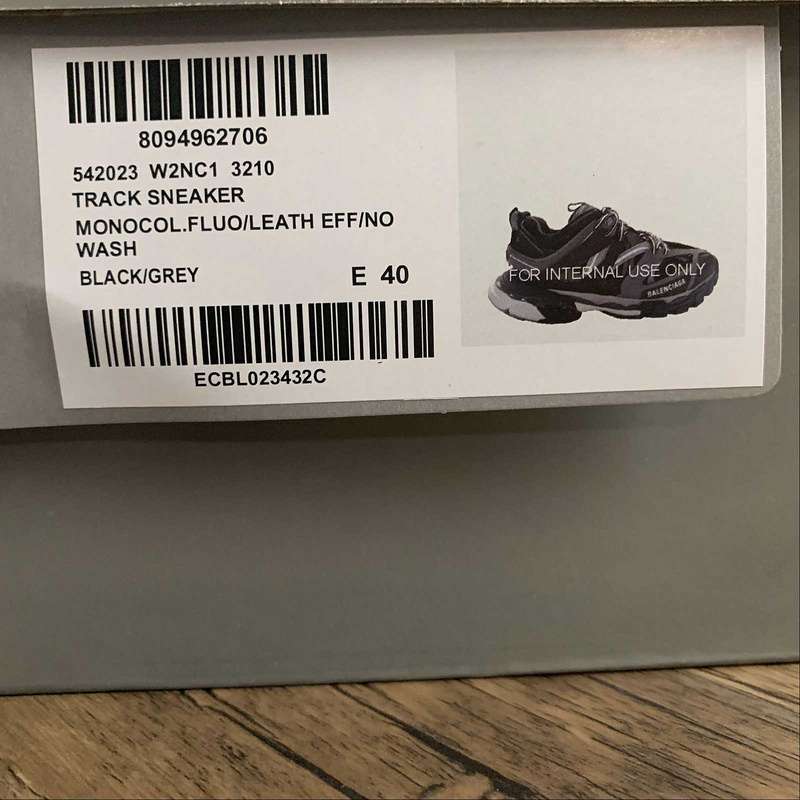 8094962706
542023 W2NC1 3210
TRACK SNEAKER
MONOCOL.FLUO/LEATH EFF/NO
WASH
BLACK/GREY E 40
ECBL023432C
FOR INTERNAL USE ONLY
BALENCIAGA